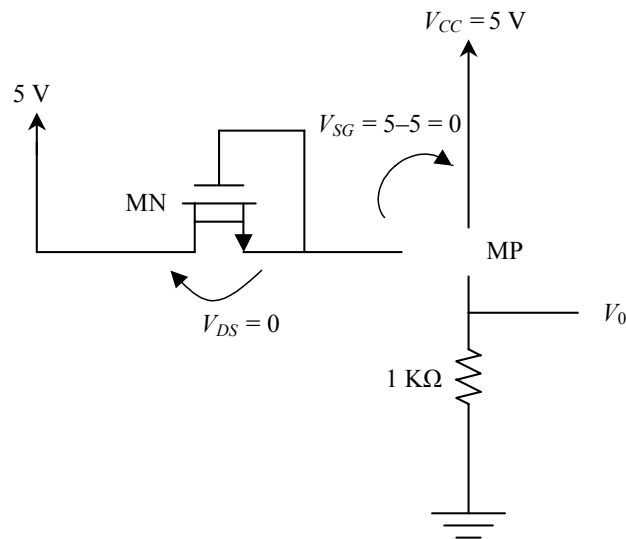 V_CC = 5 V
5 V
V_SG = 5–5 = 0
MN
MP
V_DS = 0
V_0
1 KΩ